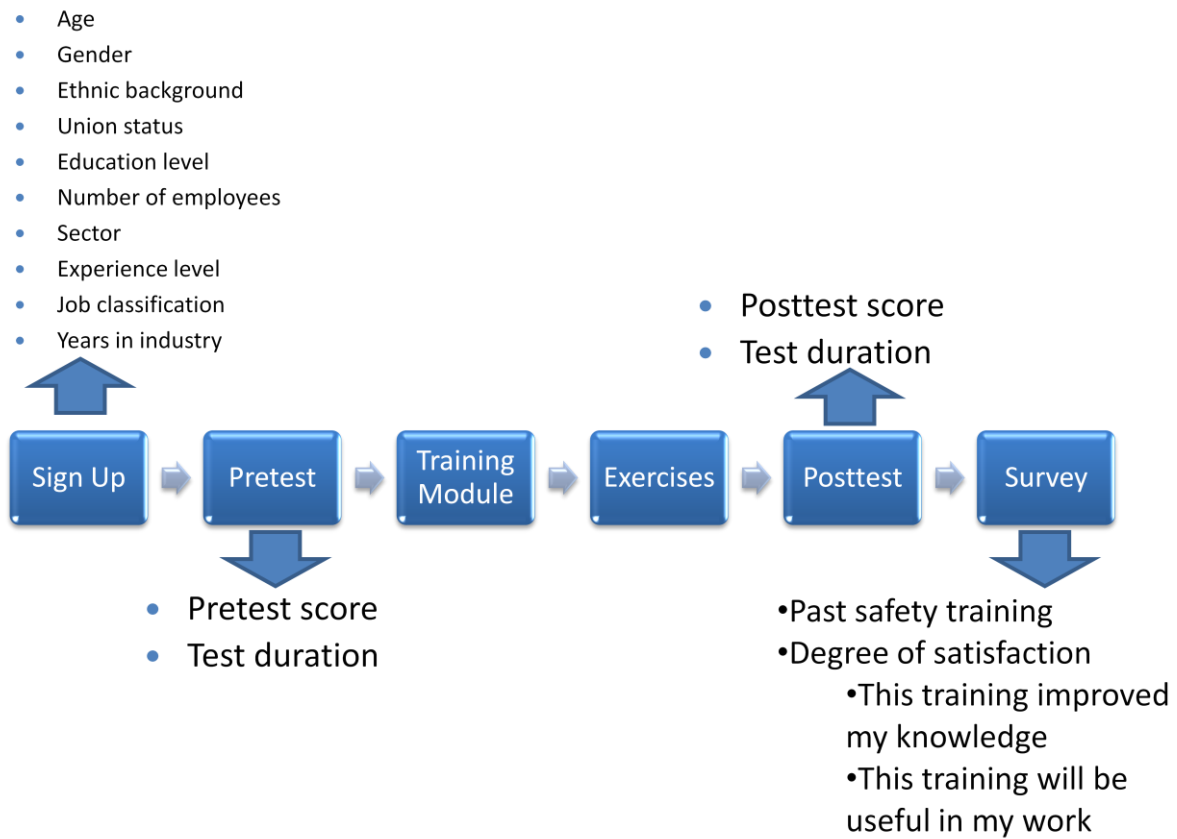 • Age
• Gender
• Ethnic background
• Union status
• Education level
• Number of employees
• Sector
• Experience level
• Job classification
• Years in industry
• Posttest score
• Test duration
Sign Up
Pretest
Training
Module
Exercises
Posttest
Survey
• Pretest score
• Test duration
•Past safety training
•Degree of satisfaction
•This training improved
my knowledge
•This training will be
useful in my work